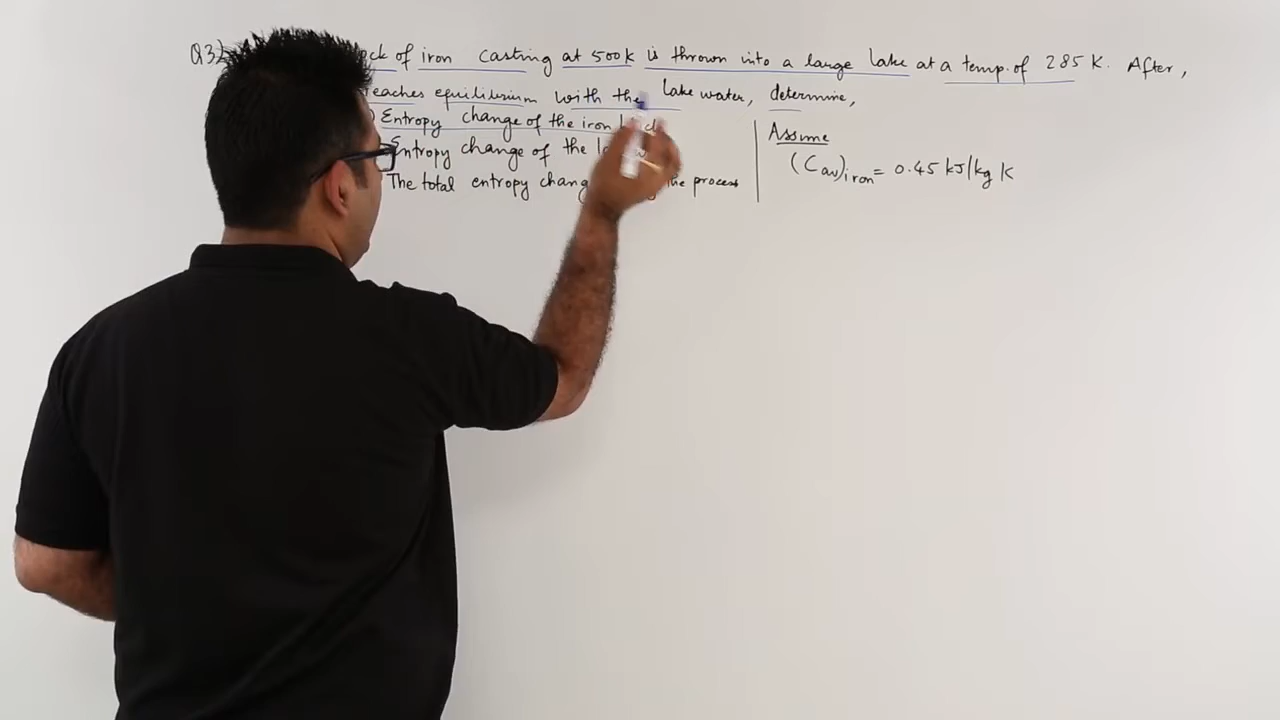 Q3) of iron casting at 500K is thrown into a large lake at a temp. of 285 K. After,
reaches equilibrium with the lake water, determine,
Entropy change of the iron
Entropy change of the
The total entropy change the process
Assume
(Cav)iron = 0.45 kJ/kg K